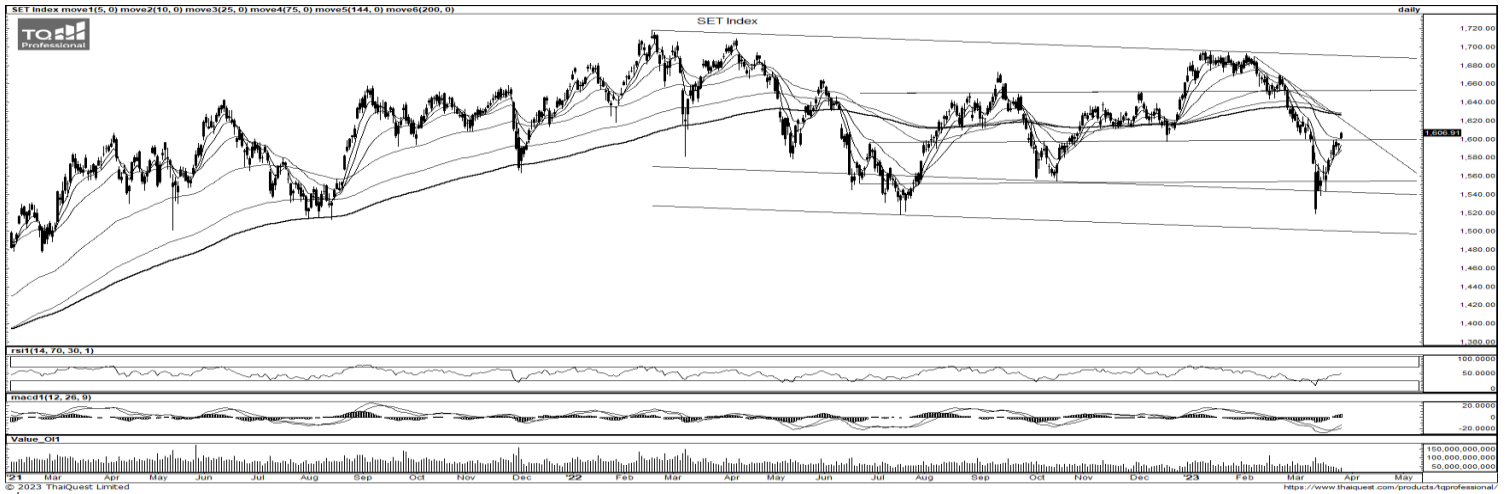 SET Index move1(5, 0) move2(10, 0) move3(25, 0) move4(75, 0) move5(144, 0) move6(200, 0)
daily
TQ
Professional
SET Index
1,720.00
1,700.00
1,680.00
1,660.00
1,640.00
1,620.00
1,606.91
1,600.00
1,580.00
1,560.00
1,540.00
1,520.00
1,500.00
1,480.00
1,460.00
1,440.00
1,420.00
1,400.00
1,380.00
rsi1(14, 70, 30, 1)
100.0000
50.0000
0
macd1(12, 26, 9)
20.0000
0
-20.0000
Value_Ol1
150,000,000,000
100,000,000,000
50,000,000,000
'21 Mar Apr May Jun Jul Aug Sep Oct Nov Dec '22 Feb Mar Apr May Jun Jul Aug Sep Oct Nov Dec '23 Feb Mar Apr May
© 2023 ThaiQuest Limited
https://www.thaiquest.com/products/tqprofessional/